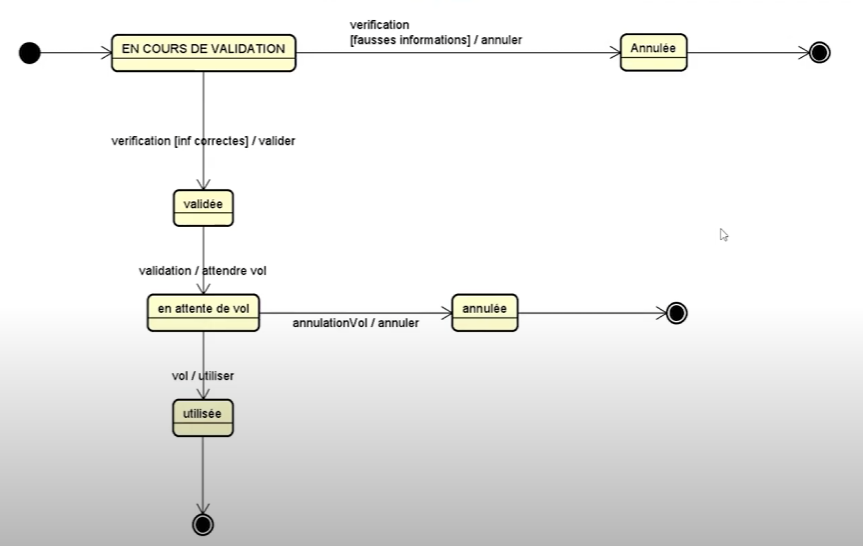 verification
[fausses informations] / annuler
EN COURS DE VALIDATION
Annulée
verification [inf correctes] / valider
validée
validation / attendre vol
en attente de vol
annulée
annulationVol / annuler
vol / utiliser
utilisée